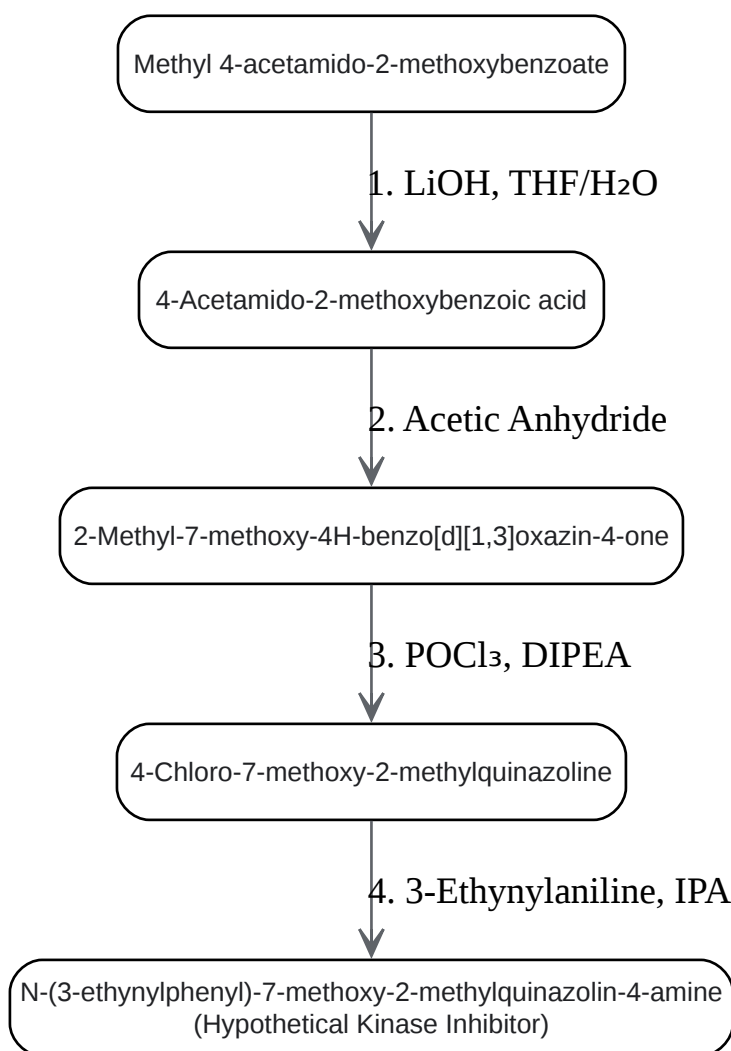 Methyl 4-acetamido-2-methoxybenzoate
1. LiOH, THF/H₂O
4-Acetamido-2-methoxybenzoic acid
2. Acetic Anhydride
2-Methyl-7-methoxy-4H-benzo[d][1,3]oxazin-4-one
3. POCl₃, DIPEA
4-Chloro-7-methoxy-2-methylquinazoline
4. 3-Ethynylaniline, IPA
N-(3-ethynylphenyl)-7-methoxy-2-methylquinazolin-4-amine
(Hypothetical Kinase Inhibitor)